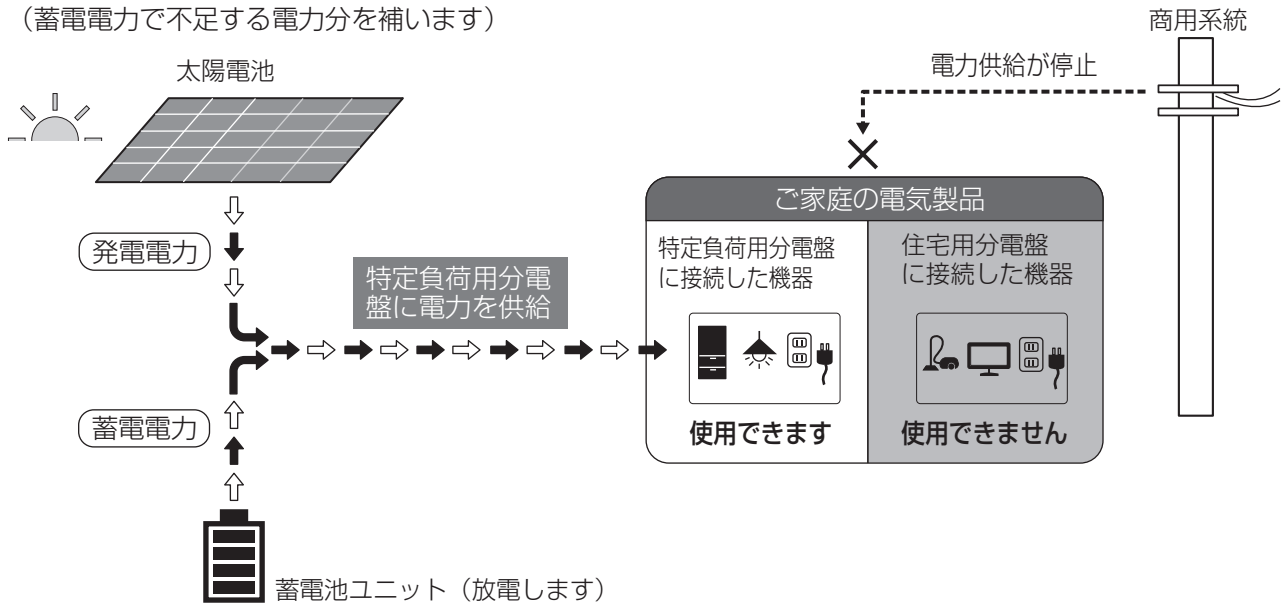 （蓄電電力で不足する電力分を補います）
商用系統
太陽電池
電力供給が停止
ご家庭の電気製品
発電電力
特定負荷用分電
盤に電力を供給
特定負荷用分電盤
に接続した機器
住宅用分電盤
に接続した機器
使用できます
使用できません
蓄電電力
蓄電池ユニット（放電します）